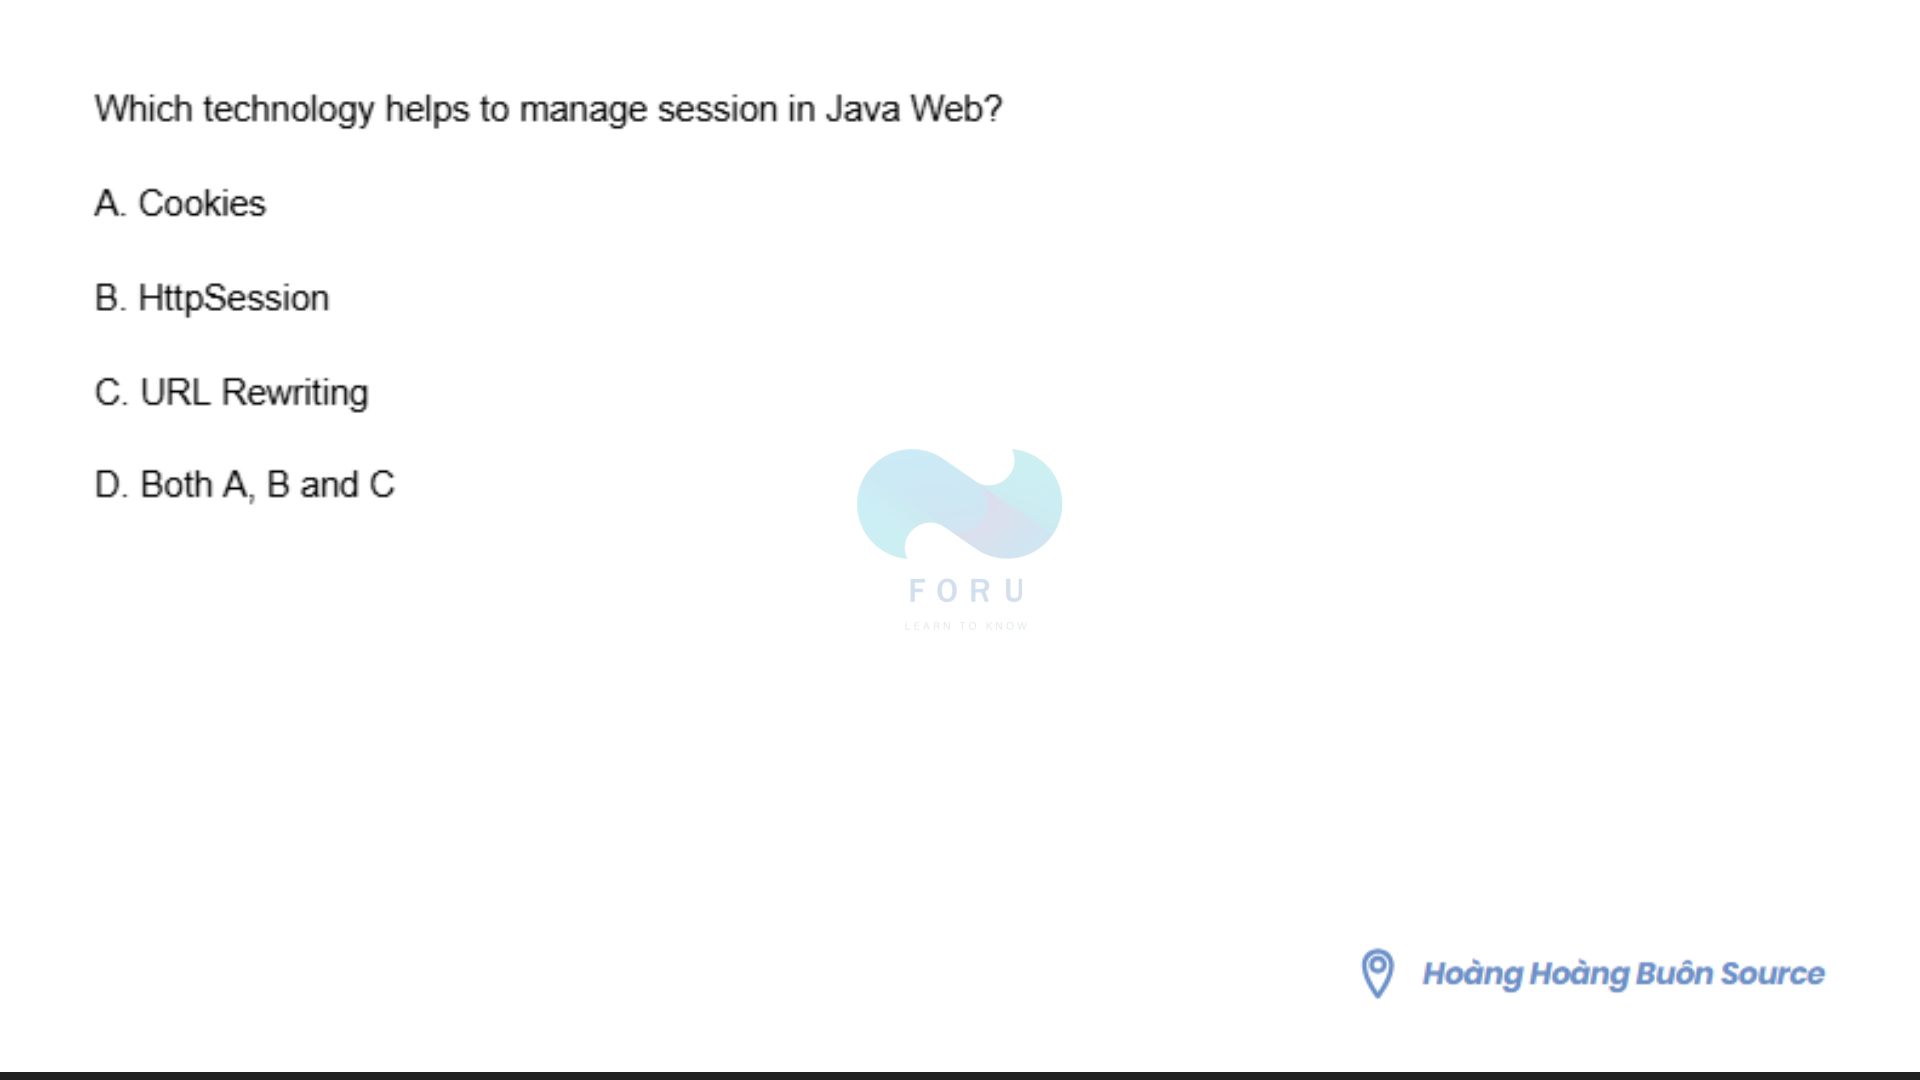 Which technology helps to manage session in Java Web?
A. Cookies
B. HttpSession
C. URL Rewriting
D. Both A, B and C
FORU
LEARN TO KNOW
Hoàng Hoàng Buôn Source